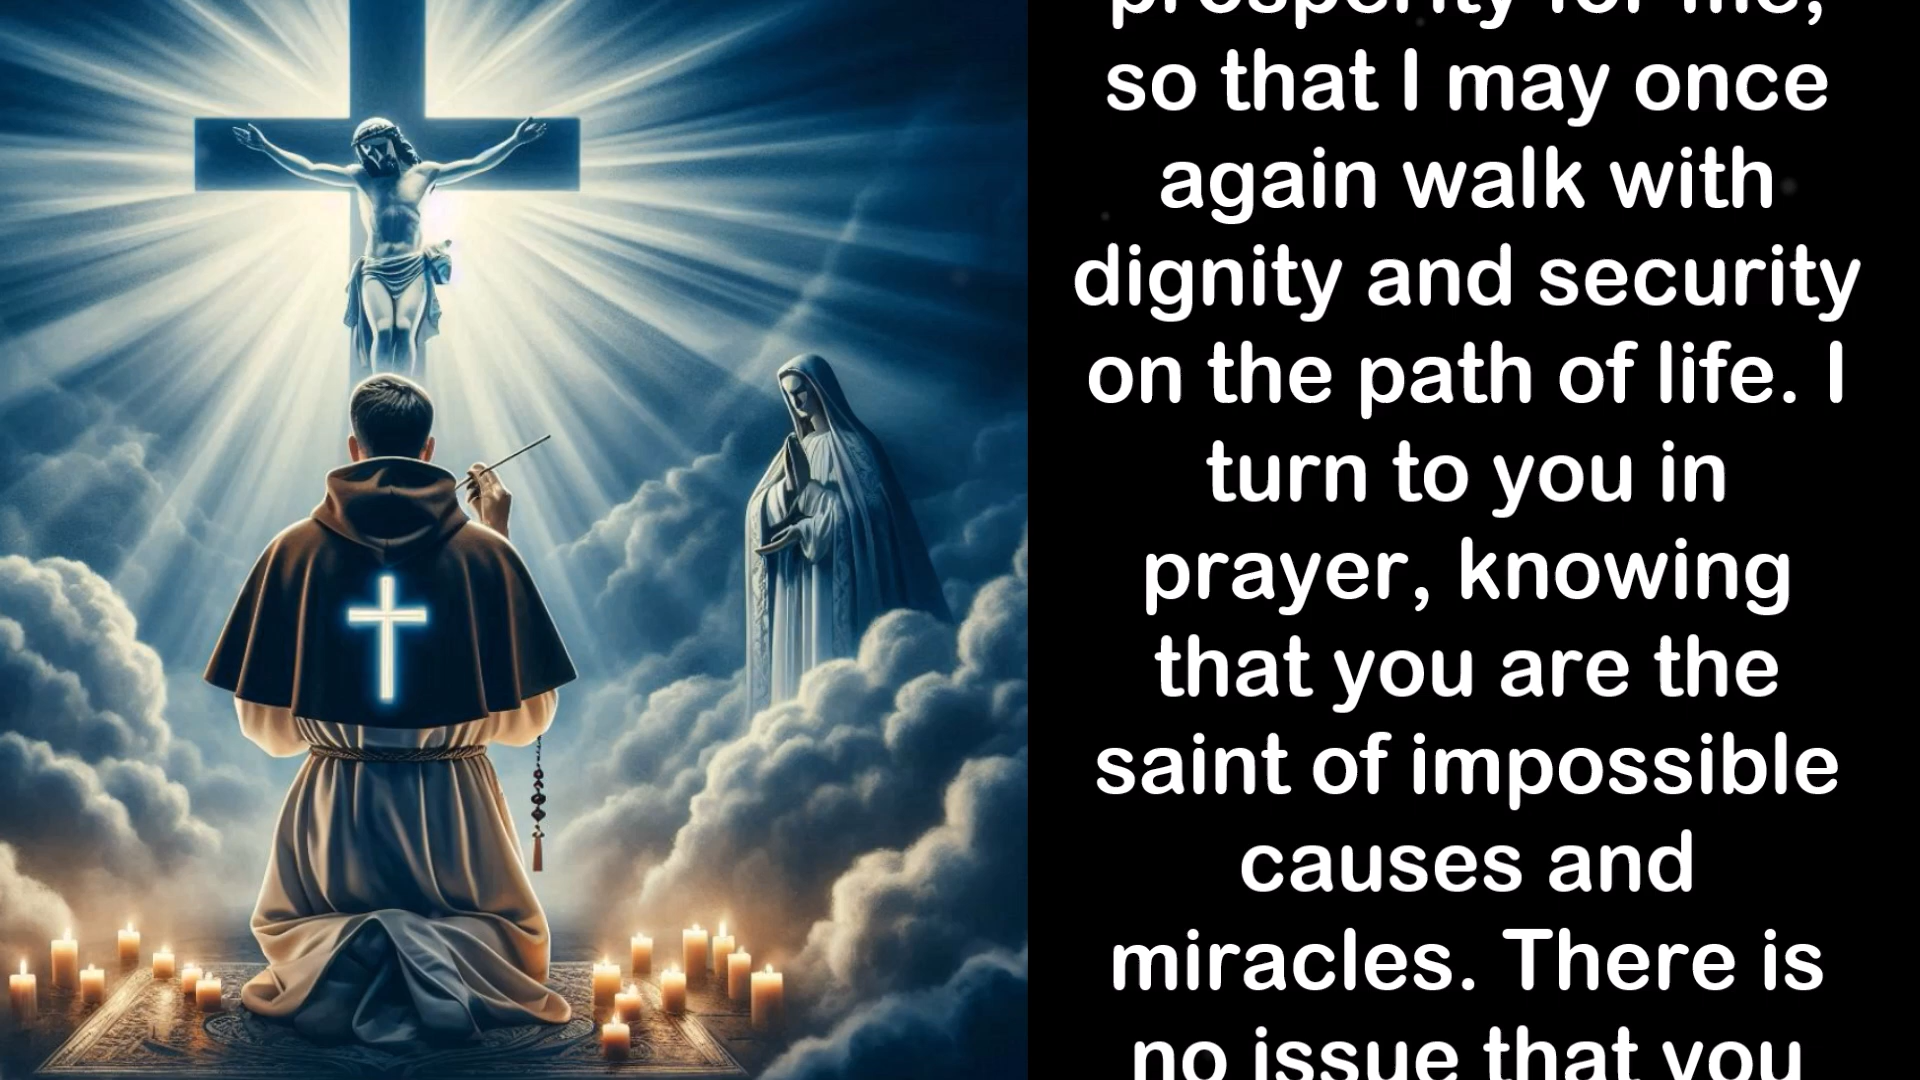 prosperity for me,
so that I may once
again walk with
dignity and security
on the path of life. I
turn to you in
prayer, knowing
that you are the
saint of impossible
causes and
miracles. There is
no issue that you